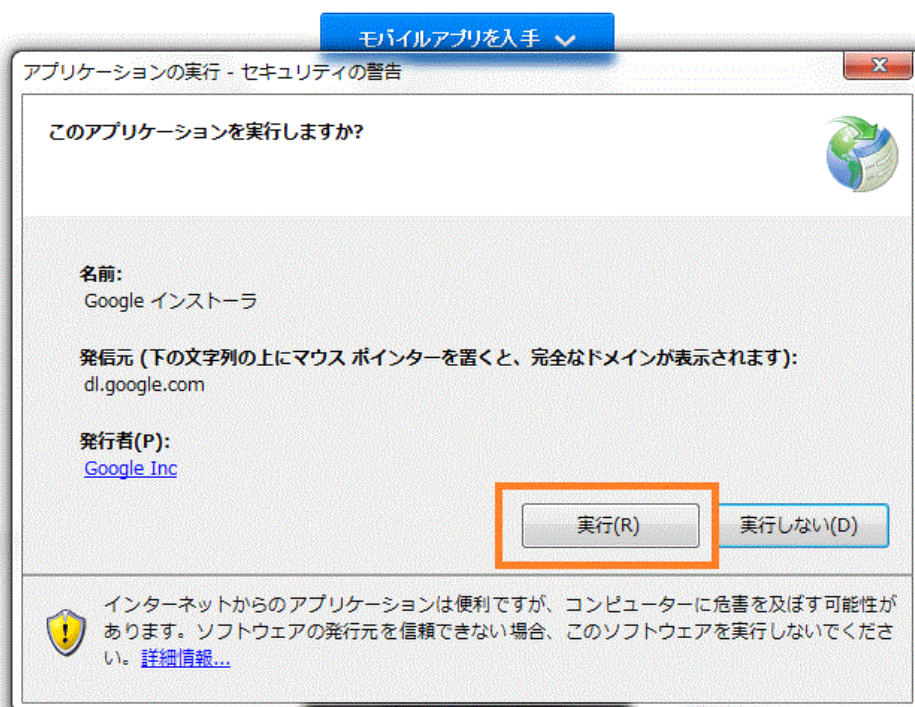 モバイルアプリを入手
アプリケーションの実行 - セキュリティの警告
このアプリケーションを実行しますか?
名前:
Google インストーラ
発信元 (下の文字列の上にマウス ポインターを置くと、完全なドメインが表示されます):
dl.google.com
発行者(P):
Google Inc
実行(R)
実行しない(D)
インターネットからのアプリケーションは便利ですが、コンピューターに危害を及ぼす可能性が
あります。ソフトウェアの発行元を信頼できない場合、このソフトウェアを実行しないでくださ
い。詳細情報...